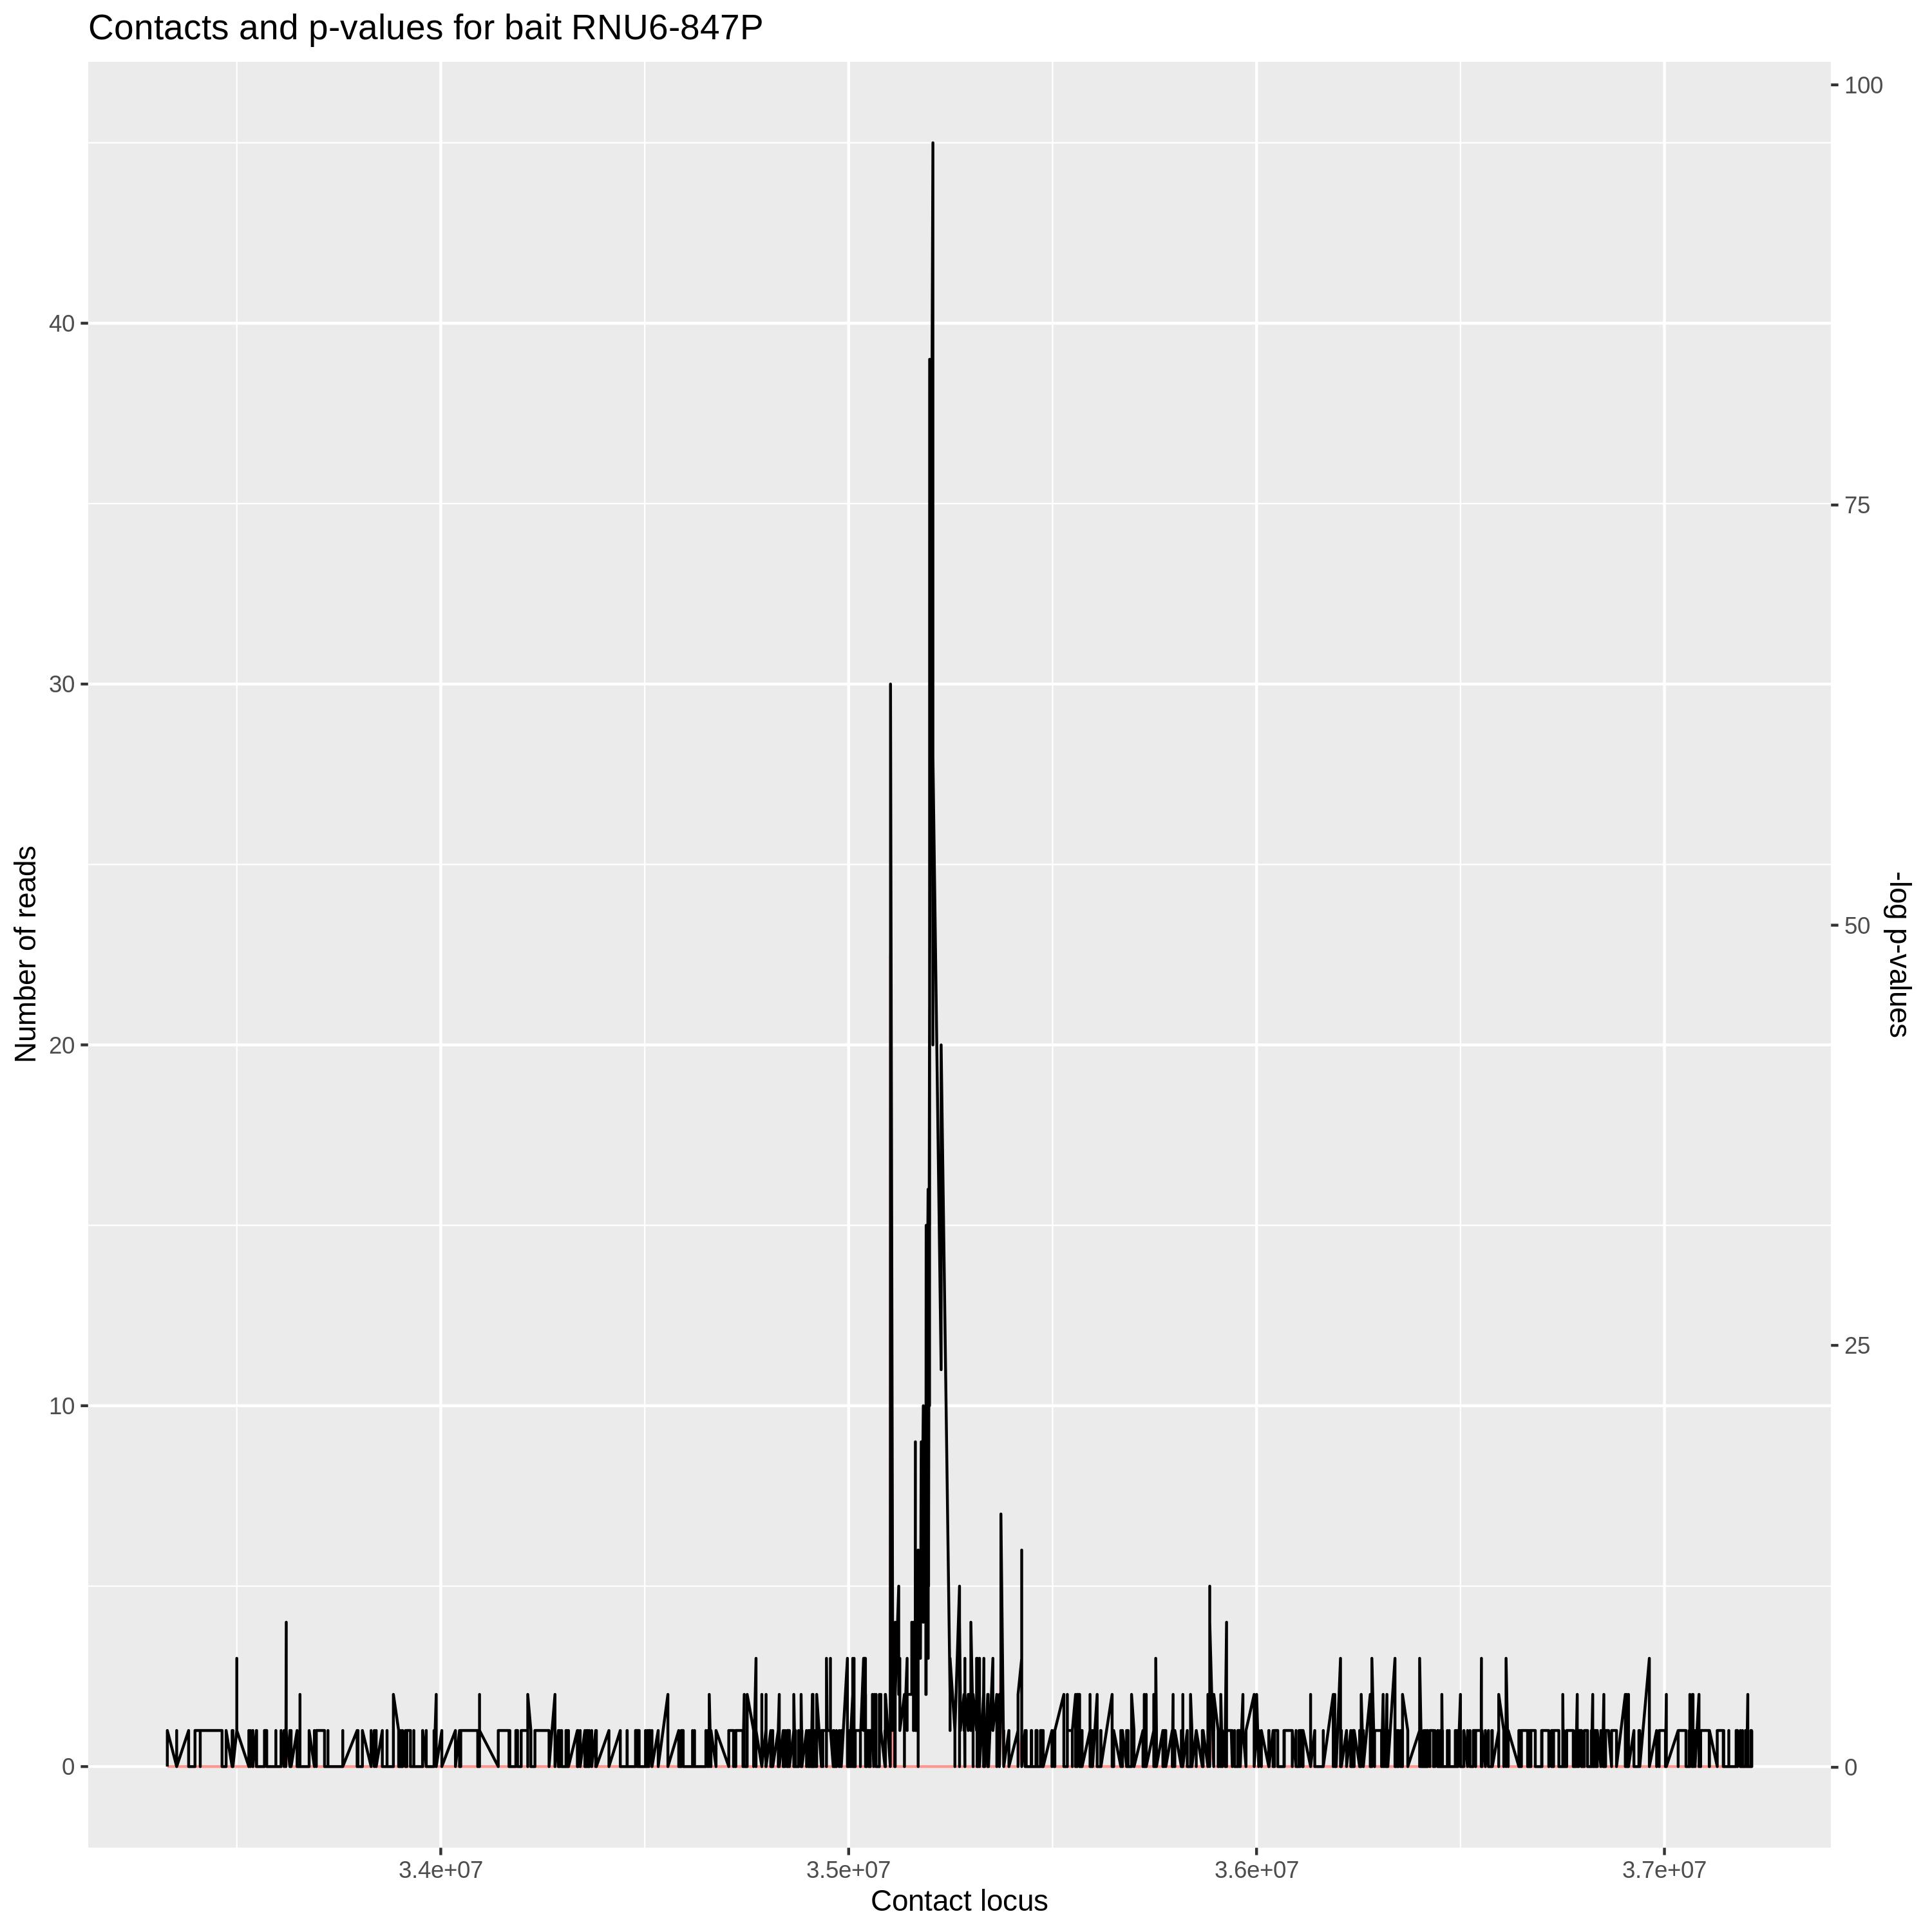 Contacts and p-values for bait RNU6-847P
100
40
75
30
Number of reads
-log p-values
50
20
25
10
0
0
3.4e+07
3.5e+07
3.6e+07
3.7e+07
Contact locus